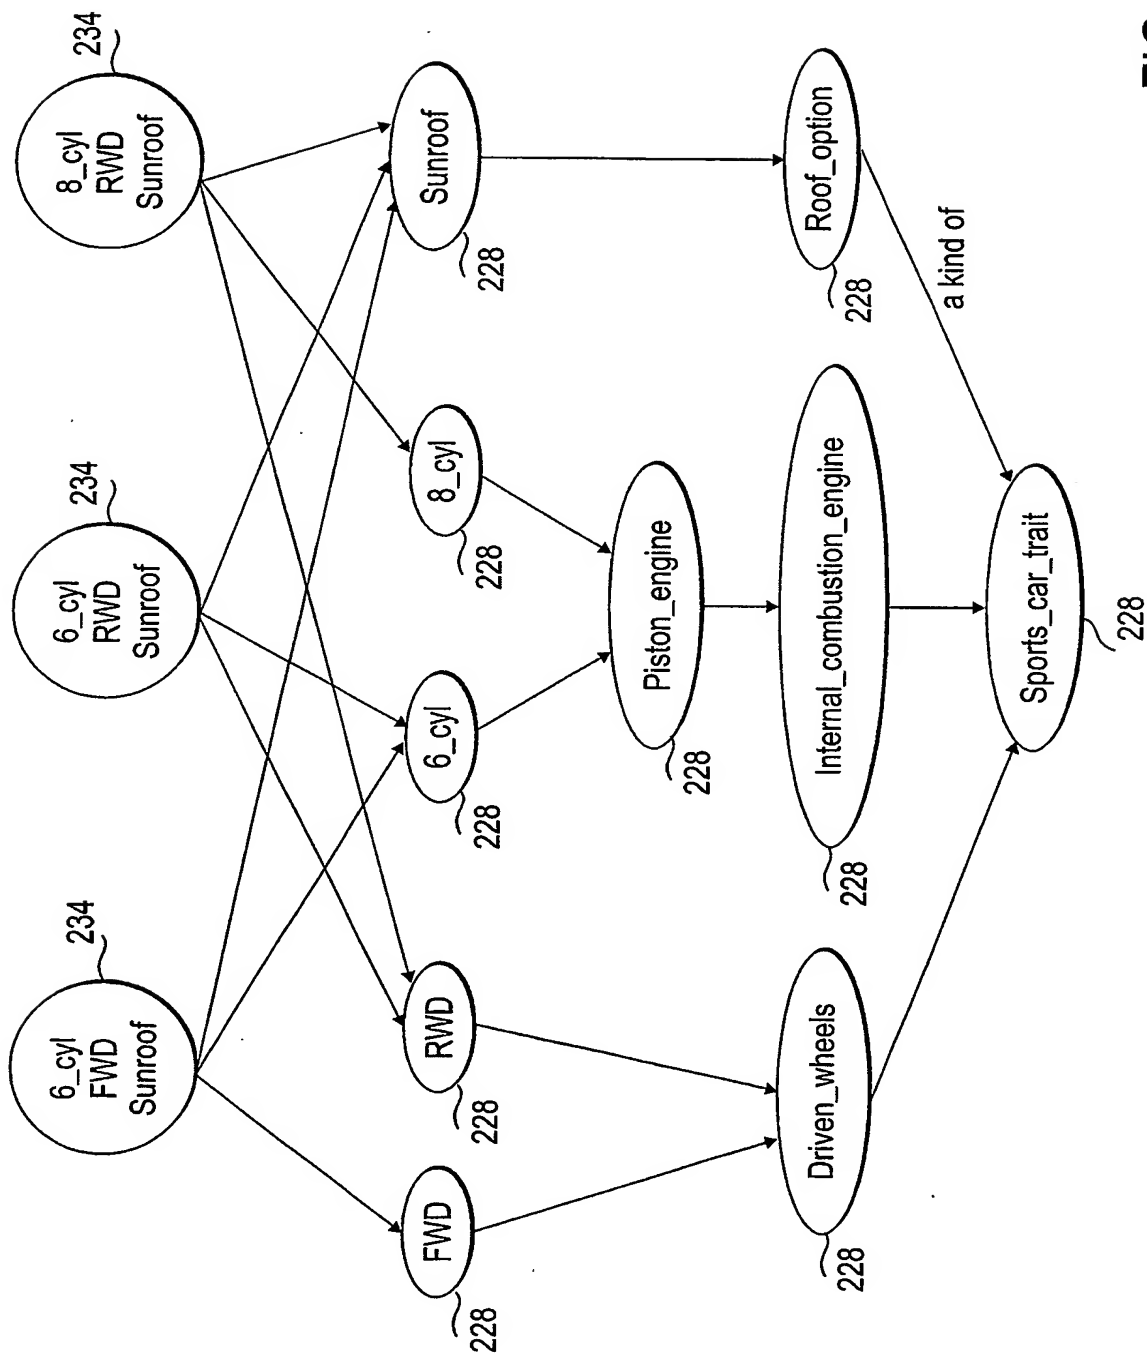 234
8_cyl
RWD
Sunroof
234
6_cyl
RWD
Sunroof
234
6_cyl
FWD
Sunroof
Sunroof
228
8_cyl
228
6_cyl
228
RWD
228
FWD
228
Piston_engine
228
Roof_option
228
Internal_combustion_engine
228
Driven_wheels
228
a kind of
Sports_car_trait
228